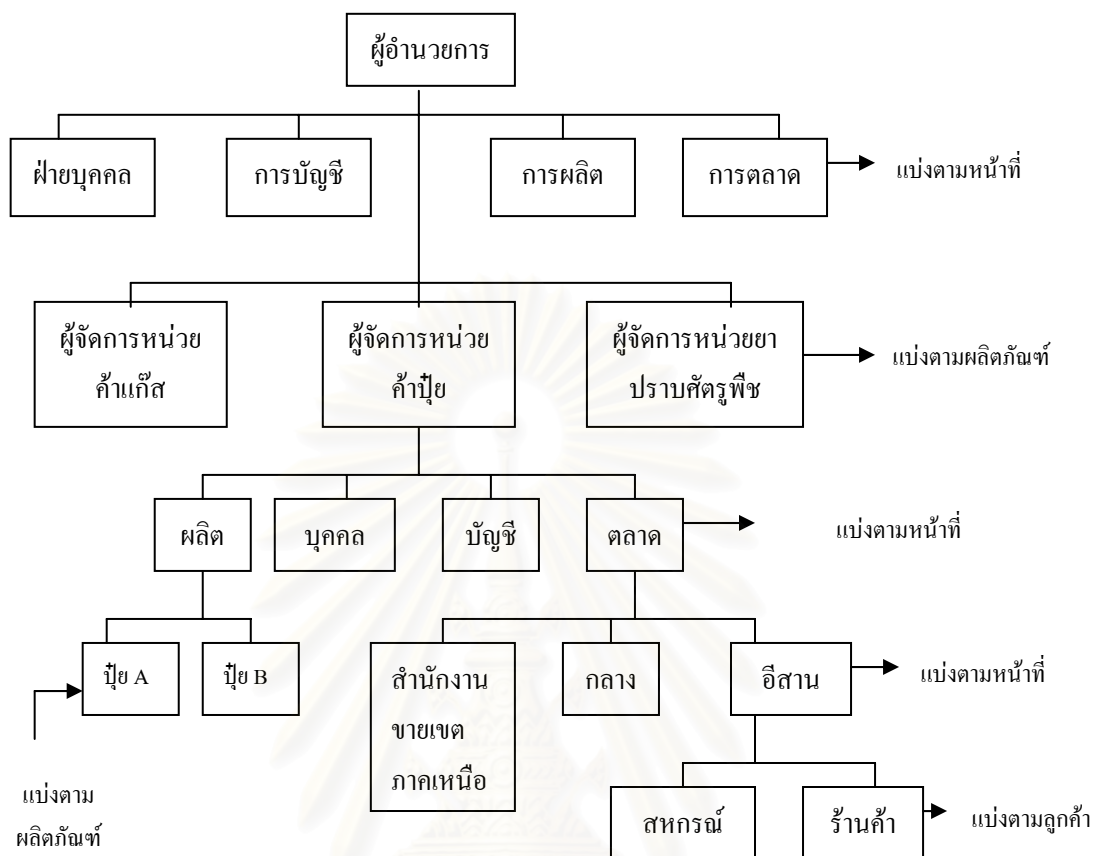 ผู้อำนวยการ
ฝ่ายบุคคล
การบัญชี
การผลิต
การตลาด
แบ่งตามหน้าที่
ผู้จัดการหน่วย
ค้าแก๊ส
ผู้จัดการหน่วย
ค้าปุ๋ย
ผู้จัดการหน่วยยา
ปราบศัตรูพืช
แบ่งตามผลิตภัณฑ์
ผลิต
บุคคล
บัญชี
ตลาด
แบ่งตามหน้าที่
ปุ๋ย A
ปุ๋ย B
สำนักงาน
ขายเขต
ภาคเหนือ
กลาง
อีสาน
แบ่งตามหน้าที่
แบ่งตาม
ผลิตภัณฑ์
สหกรณ์
ร้านค้า
แบ่งตามลูกค้า